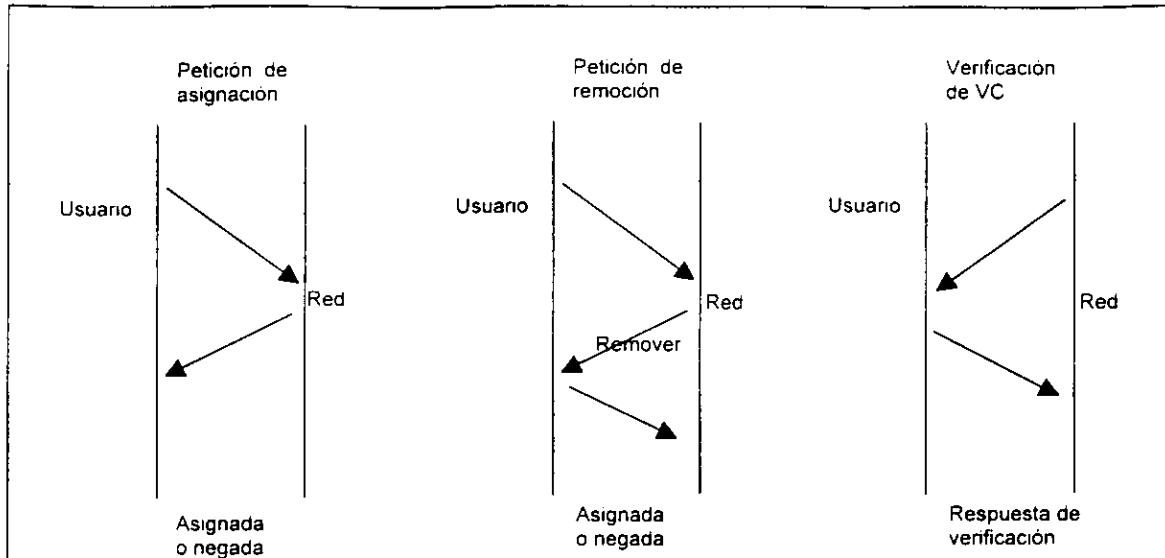 Petición de
asignación
Usuario
Red
Asignada
o negada
Petición de
remoción
Usuario
Red
Remover
Asignada
o negada
Verificación
de VC
Usuario
Red
Respuesta de
verificación